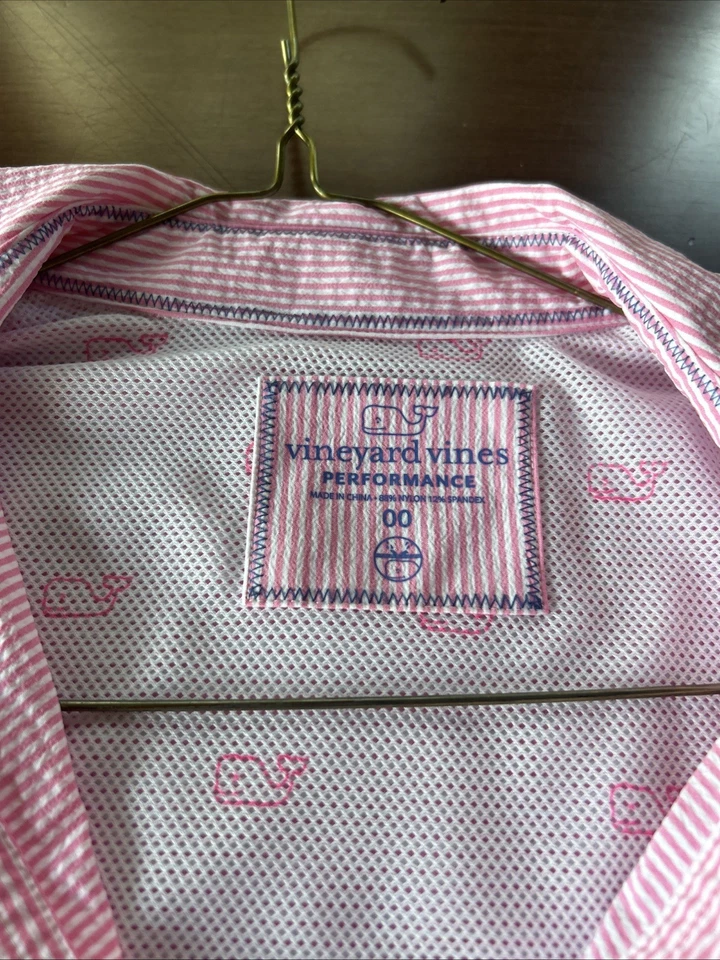 vineyard vines
PERFORMANCE
MADE IN CHINA • 88% NYLON 12% SPANDEX
00